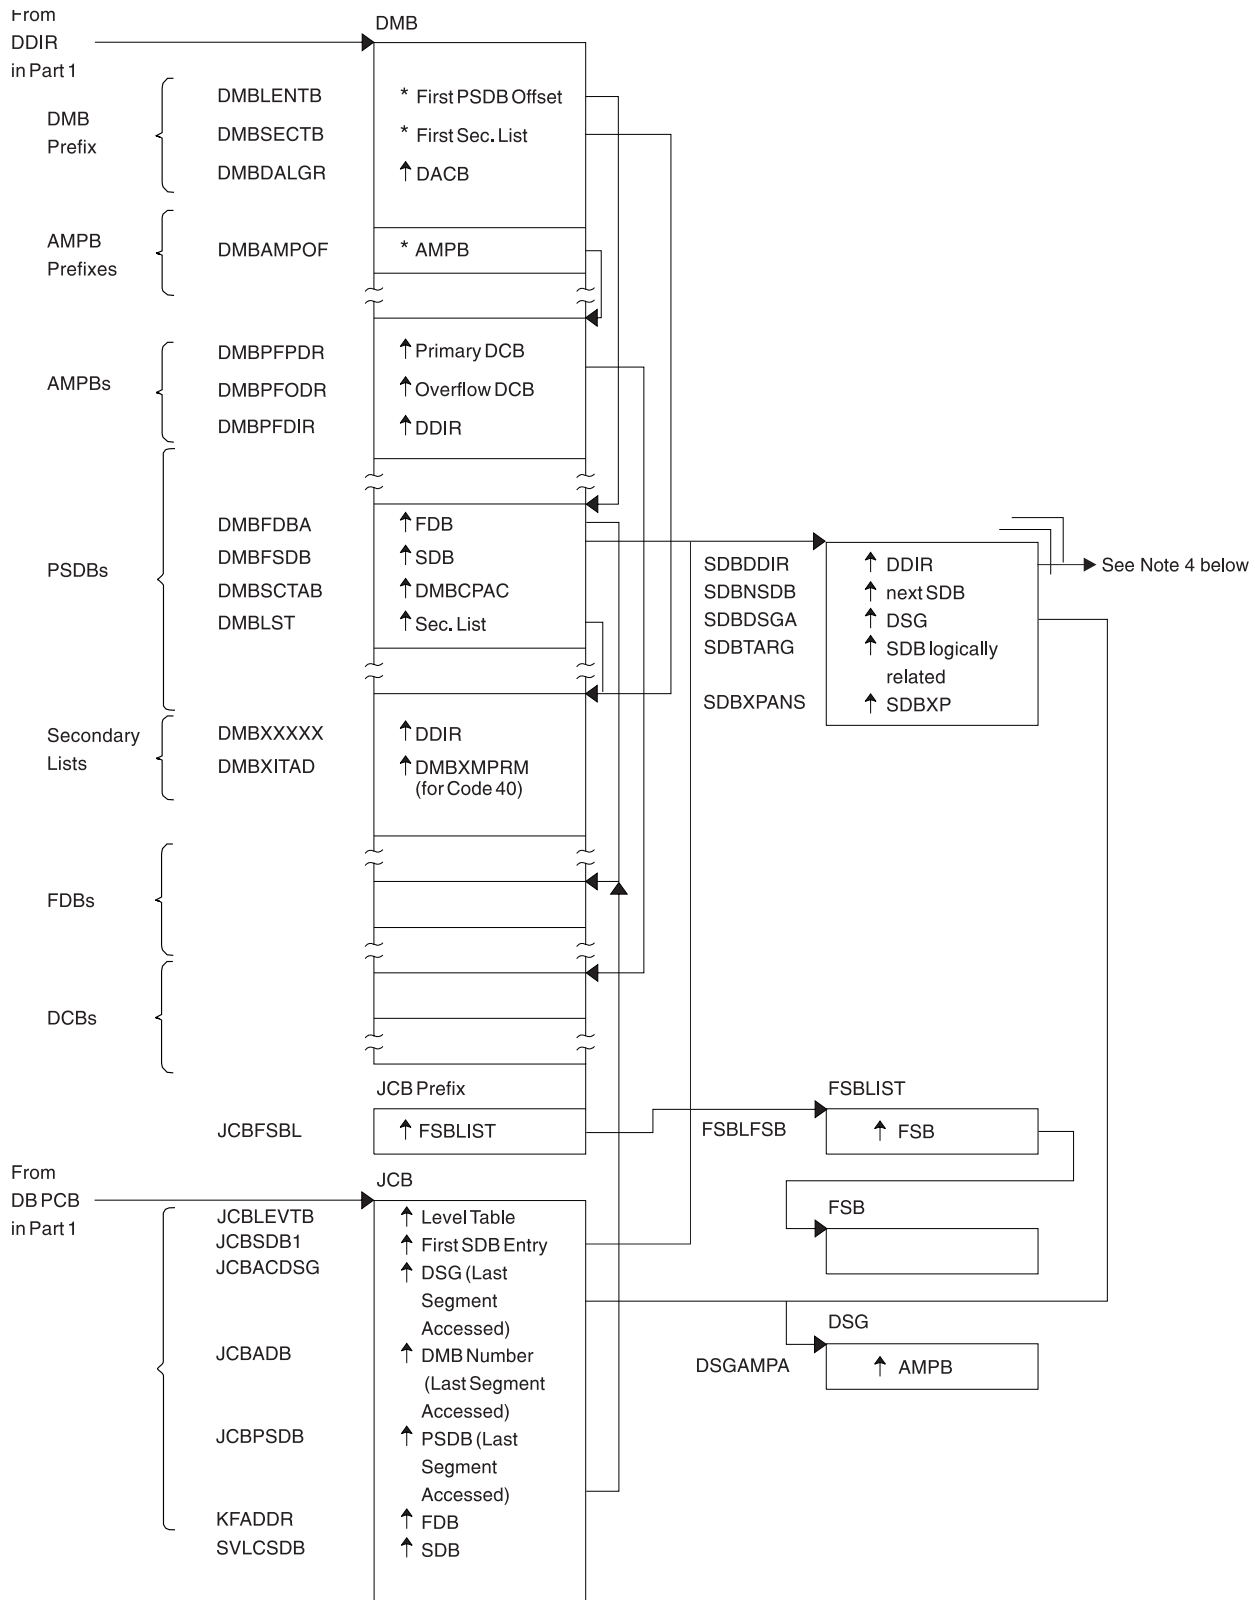 From
DDIR
in Part 1
DMB
DMB
Prefix
DMBLENTB * First PSDB Offset
DMBSECTB * First Sec. List
DMBDALGR ↑ DACB
AMPB
Prefixes
DMBAMPOF * AMPB
AMPBs
DMBPFPDR ↑ Primary DCB
DMBPFODR ↑ Overflow DCB
DMBPFDIR ↑ DDIR
PSDBs
DMBFDBA ↑ FDB
DMBFSDB ↑ SDB
DMBSCTAB ↑ DMBCPAC
DMBLST ↑ Sec. List
SDBDDIR ↑ DDIR
See Note 4 below
SDBNSDB ↑ next SDB
SDBDSGA ↑ DSG
SDBTARG ↑ SDB logically
related
SDBXPANS ↑ SDBXP
Secondary
Lists
DMBXXXXX ↑ DDIR
DMBXITAD ↑ DMBXMPRM
(for Code 40)
FDBs
DCBs
JCB Prefix
JCBFSBL ↑ FSBLIST
FSBLIST
FSBLFSB ↑ FSB
FSB
From
DB PCB
in Part 1
JCB
JCBLEVTB ↑ Level Table
JCBSDB1 ↑ First SDB Entry
JCBACDSG ↑ DSG (Last
Segment
Accessed)
JCBADB ↑ DMB Number
(Last Segment
Accessed)
JCBPSDB ↑ PSDB (Last
Segment
Accessed)
KFADDR ↑ FDB
SVLCSDB ↑ SDB
DSG
DSGAMPA ↑ AMPB